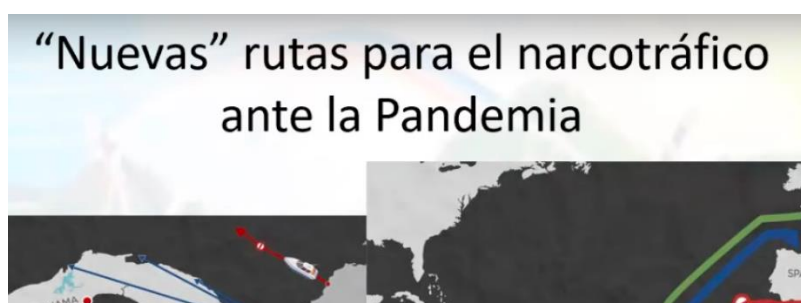 “Nuevas” rutas para el narcotráfico
ante la Pandemia